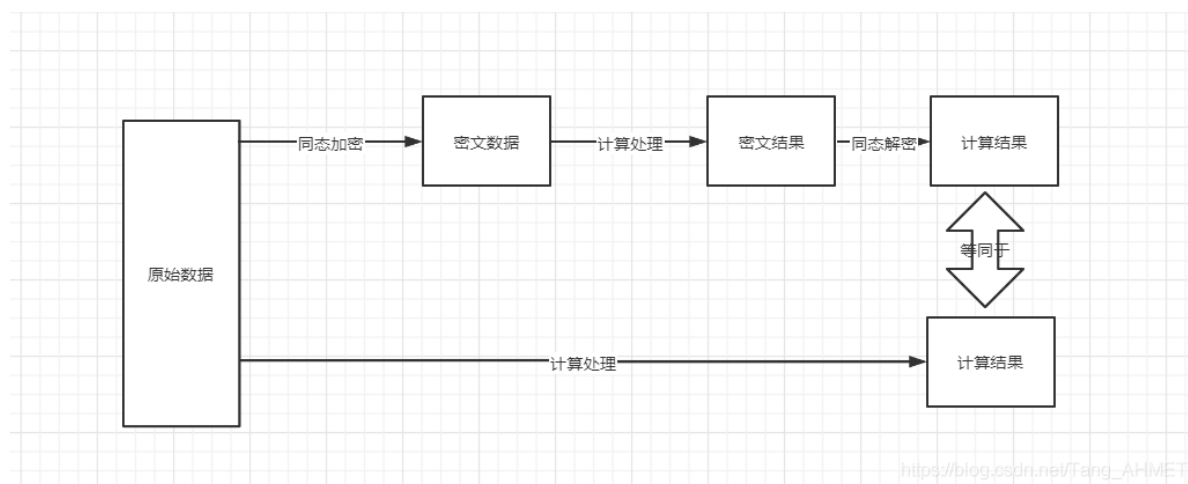 同态加密
密文数据
计算处理
密文结果
同态解密
计算结果
等同于
原始数据
计算处理
计算结果
https://blog.csdn.net/Tang_AHMET